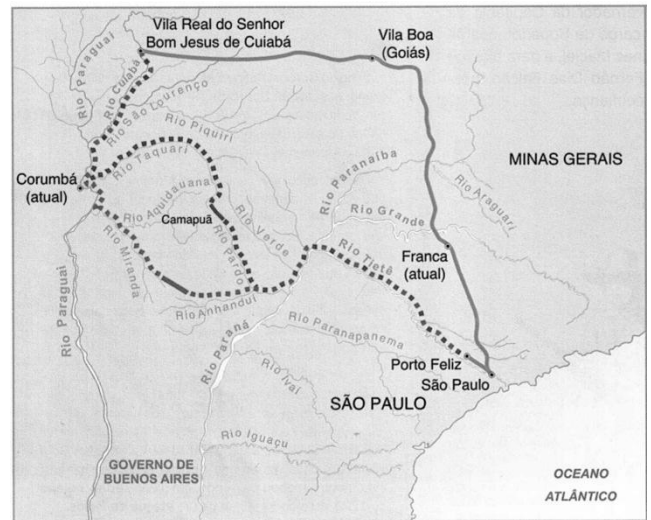 Vila Real do Senhor
Bom Jesus de Cuiabá
Vila Boa
(Goiás)
Rio Paraguai
Rio Cuiabá
Rio São Lourenço
Rio Piquiri
Rio Taquari
MINAS GERAIS
Corumbá
(atual)
Rio Aquidauana
Camapuã
Rio Verde
Rio Paranaíba
Rio Araguari
Rio Grande
Rio Miranda
Rio Pardo
Rio Tietê
Franca
(atual)
Rio Paraguai
Rio Anhanduí
Rio Paraná
Rio Paranapanema
Porto Feliz
São Paulo
Rio Ivaí
SÃO PAULO
Rio Iguaçu
GOVERNO DE
BUENOS AIRES
OCEANO
ATLÂNTICO